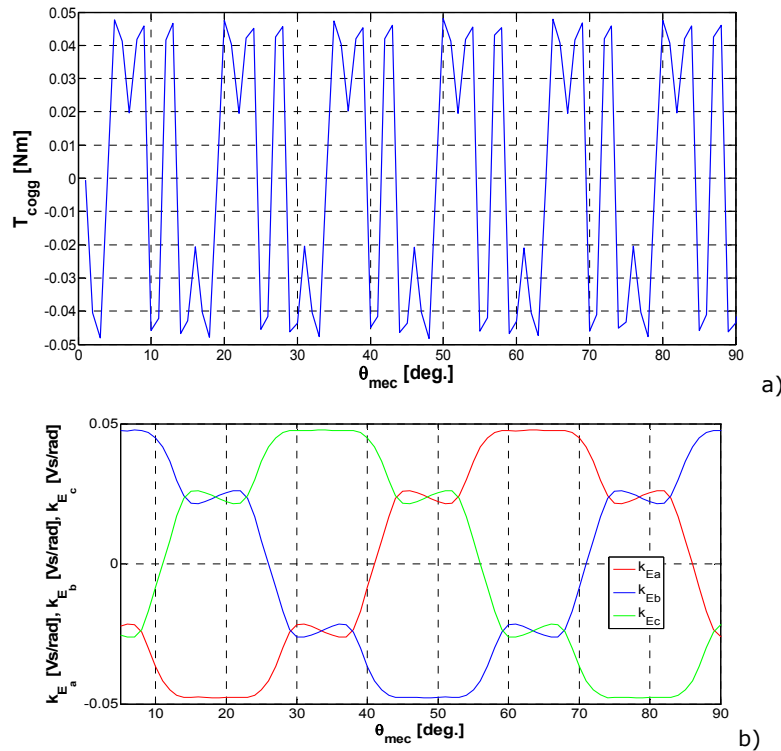 0.05
0.04
0.03
0.02
0.01
0
-0.01
-0.02
-0.03
-0.04
-0.05
T_cogg [Nm]
0 10 20 30 40 50 60 70 80 90
θ_mec [deg.]
a)
0.05
0
-0.05
k_E_a [Vs/rad], k_E_b [Vs/rad], k_E_c [Vs/rad]
k_Ea
k_Eb
k_Ec
10 20 30 40 50 60 70 80 90
θ_mec [deg.]
b)